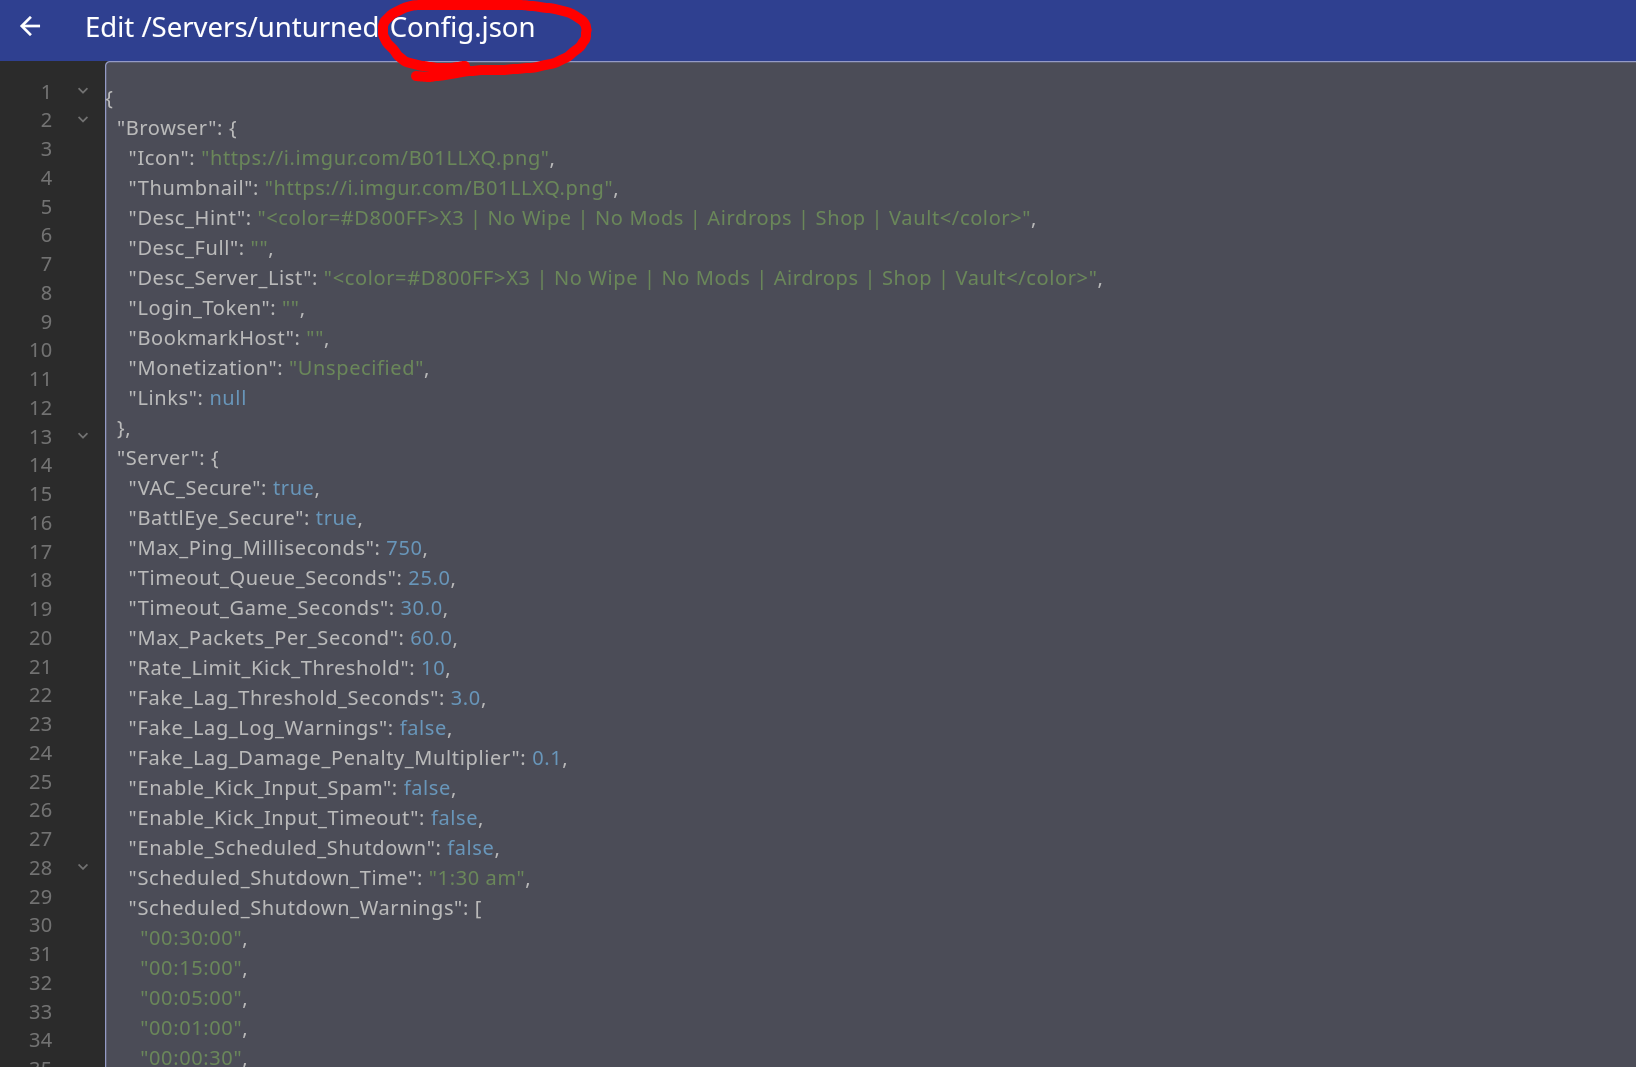 Edit /Servers/unturned/Config.json
1 {
2 "Browser": {
3 "Icon": "https://i.imgur.com/B01LLXQ.png",
4 "Thumbnail": "https://i.imgur.com/B01LLXQ.png",
5 "Desc_Hint": "<color=#D800FF>X3 | No Wipe | No Mods | Airdrops | Shop | Vault</color>",
6 "Desc_Full": "",
7 "Desc_Server_List": "<color=#D800FF>X3 | No Wipe | No Mods | Airdrops | Shop | Vault</color>",
8 "Login_Token": "",
9 "BookmarkHost": "",
10 "Monetization": "Unspecified",
11 "Links": null
12 },
13 "Server": {
14 "VAC_Secure": true,
15 "BattlEye_Secure": true,
16 "Max_Ping_Milliseconds": 750,
17 "Timeout_Queue_Seconds": 25.0,
18 "Timeout_Game_Seconds": 30.0,
19 "Max_Packets_Per_Second": 60.0,
20 "Rate_Limit_Kick_Threshold": 10,
21 "Fake_Lag_Threshold_Seconds": 3.0,
22 "Fake_Lag_Log_Warnings": false,
23 "Fake_Lag_Damage_Penalty_Multiplier": 0.1,
24 "Enable_Kick_Input_Spam": false,
25 "Enable_Kick_Input_Timeout": false,
26 "Enable_Scheduled_Shutdown": false,
27 "Scheduled_Shutdown_Time": "1:30 am",
28 "Scheduled_Shutdown_Warnings": [
29 "00:30:00",
30 "00:15:00",
31 "00:05:00",
32 "00:01:00",
33 "00:00:30",
34
35